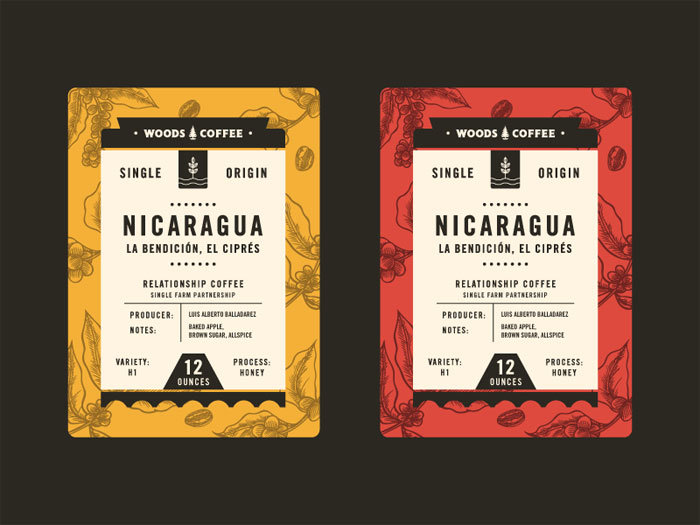 • WOODS COFFEE •
SINGLE ORIGIN
NICARAGUA
LA BENDICIÓN, EL CIPRÉS
RELATIONSHIP COFFEE
SINGLE FARM PARTNERSHIP
PRODUCER: LUIS ALBERTO BALLADAREZ
NOTES: BAKED APPLE,
BROWN SUGAR, ALLSPICE
VARIETY:
H1
12
OUNCES
PROCESS:
HONEY
• WOODS COFFEE •
SINGLE ORIGIN
NICARAGUA
LA BENDICIÓN, EL CIPRÉS
RELATIONSHIP COFFEE
SINGLE FARM PARTNERSHIP
PRODUCER: LUIS ALBERTO BALLADAREZ
NOTES: BAKED APPLE,
BROWN SUGAR, ALLSPICE
VARIETY:
H1
12
OUNCES
PROCESS:
HONEY